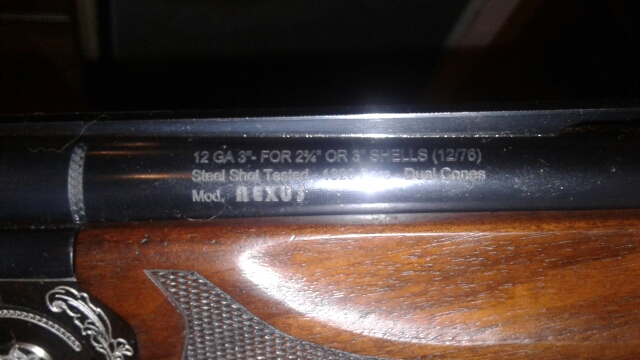 12 GA 3"- FOR 2¾" OR 3" SHELLS (12/76)
Steel Shot Tested Dual Cones
Mod. NEXUS